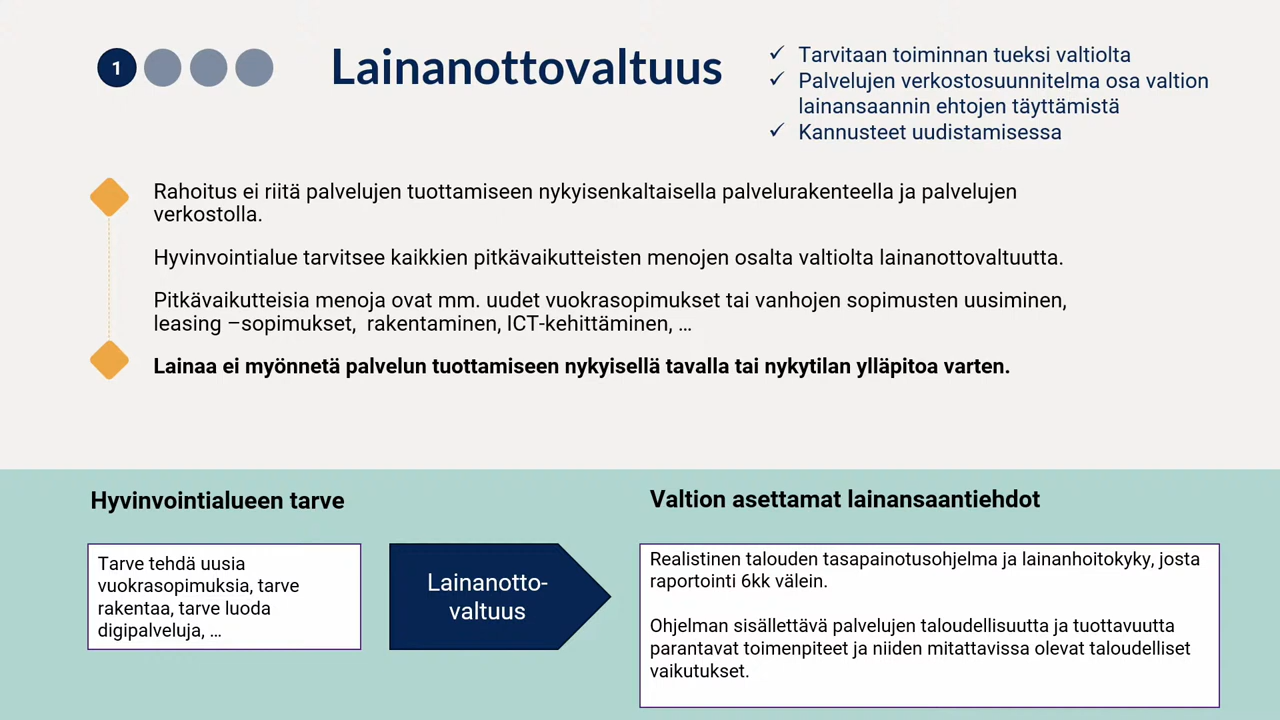 1
Lainanottovaltuus
✓ Tarvitaan toiminnan tueksi valtiolta
✓ Palvelujen verkostosuunnitelma osa valtion
lainansaannin ehtojen täyttämistä
✓ Kannusteet uudistamisessa
Rahoitus ei riitä palvelujen tuottamiseen nykyisenkaltaisella palvelurakenteella ja palvelujen
verkostolla.
Hyvinvointialue tarvitsee kaikkien pitkävaikutteisten menojen osalta valtiolta lainanottovaltuutta.
Pitkävaikutteisia menoja ovat mm. uudet vuokrasopimukset tai vanhojen sopimusten uusiminen,
leasing –sopimukset,  rakentaminen, ICT-kehittäminen, …
Lainaa ei myönnetä palvelun tuottamiseen nykyisellä tavalla tai nykytilan ylläpitoa varten.
Hyvinvointialueen tarve
Tarve tehdä uusia
vuokrasopimuksia, tarve
rakentaa, tarve luoda
digipalveluja, …
Lainanotto-
valtuus
Valtion asettamat lainansaantiehdot
Realistinen talouden tasapainotusohjelma ja lainanhoitokyky, josta
raportointi 6kk välein.
Ohjelman sisällettävä palvelujen taloudellisuutta ja tuottavuutta
parantavat toimenpiteet ja niiden mitattavissa olevat taloudelliset
vaikutukset.